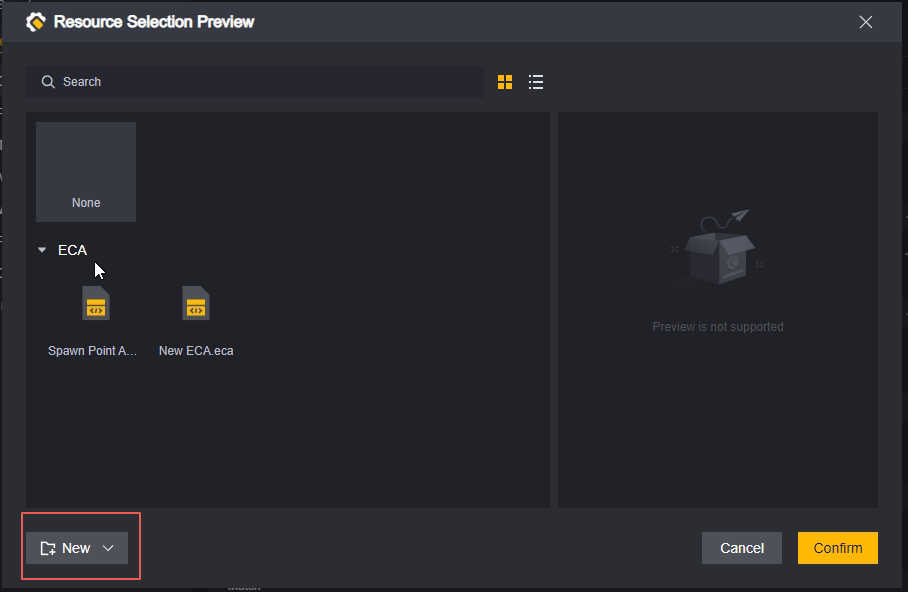 Resource Selection Preview
Search
None
ECA
Spawn Point A...
New ECA.eca
Preview is not supported
New
Cancel
Confirm